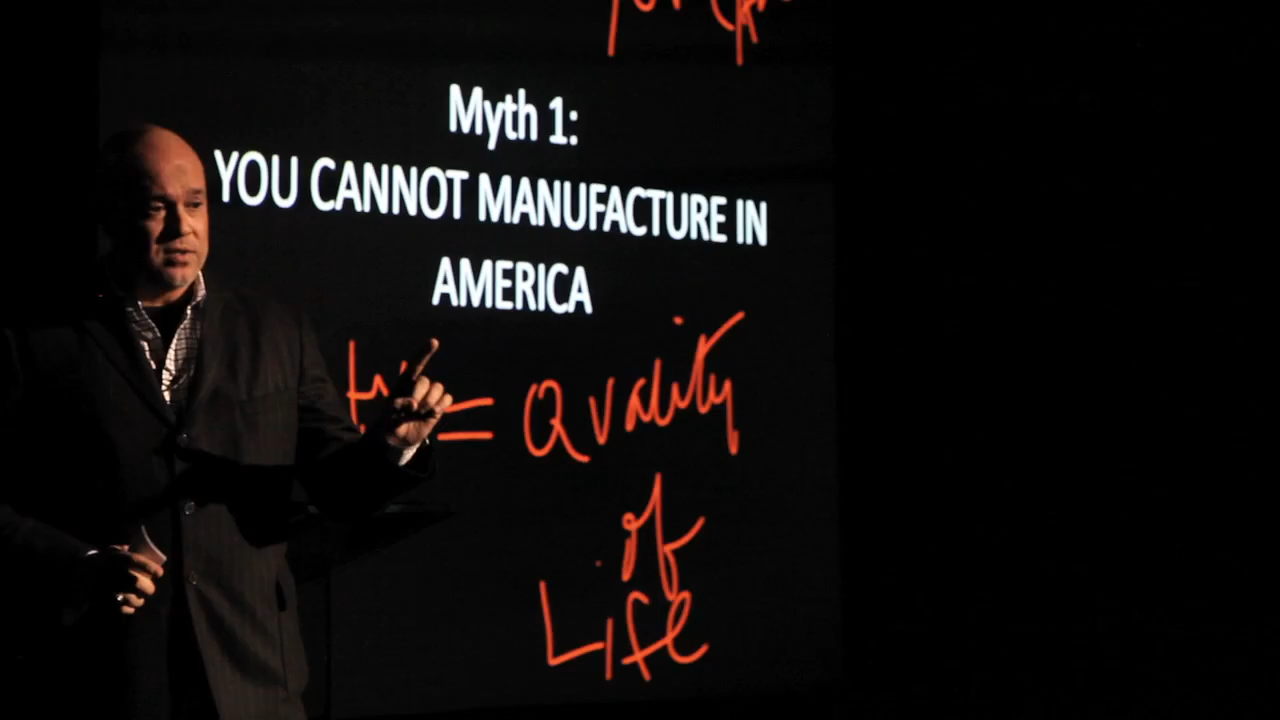 Myth 1:
YOU CANNOT MANUFACTURE IN
AMERICA
= Quality
of
Life